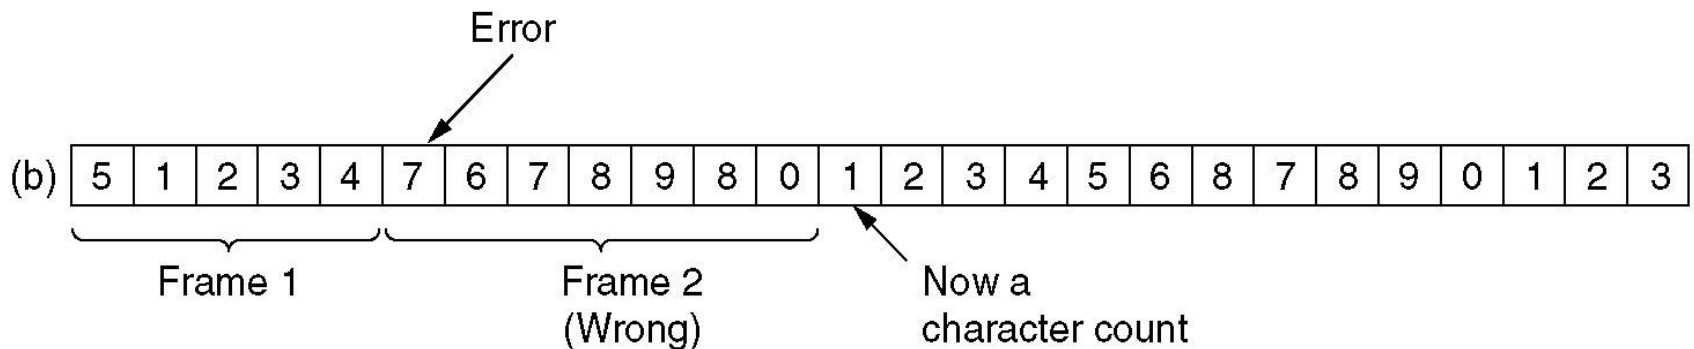 Error
(b) 5 1 2 3 4 7 6 7 8 9 8 0 1 2 3 4 5 6 8 7 8 9 0 1 2 3
Frame 1
Frame 2
(Wrong)
Now a
character count